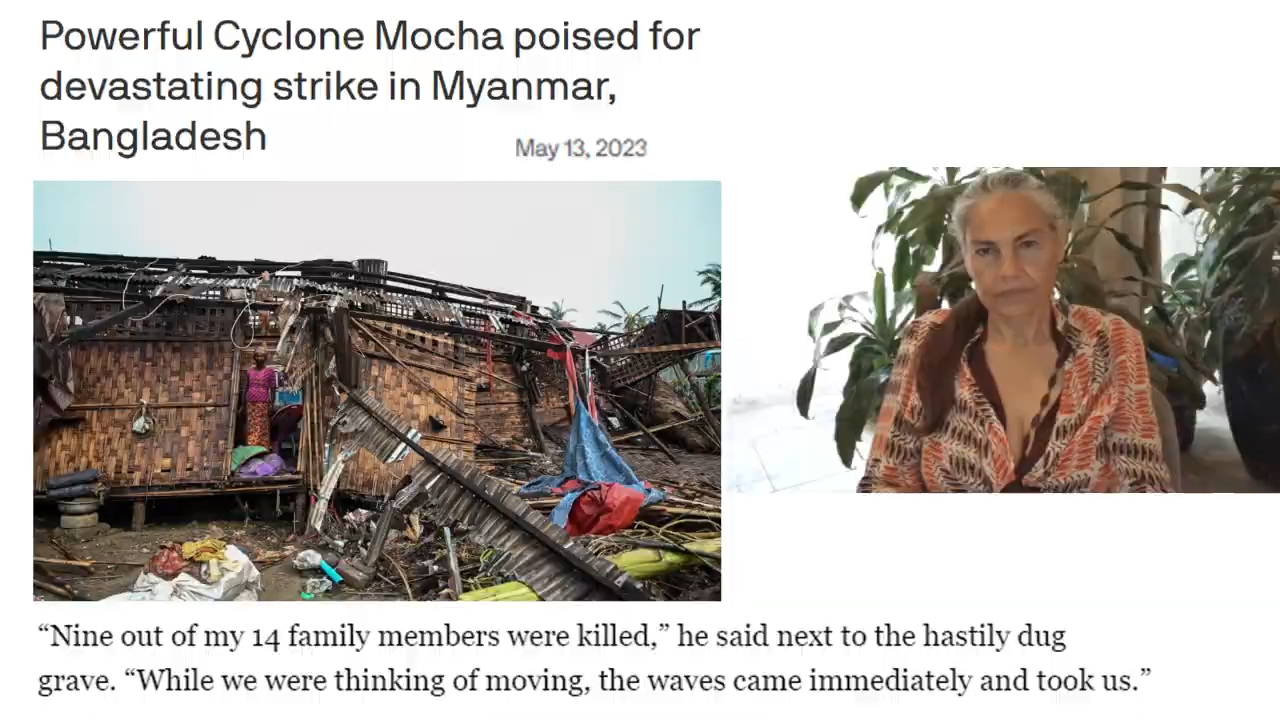 Powerful Cyclone Mocha poised for
devastating strike in Myanmar,
Bangladesh
May 13, 2023
“Nine out of my 14 family members were killed,” he said next to the hastily dug
grave. “While we were thinking of moving, the waves came immediately and took us.”